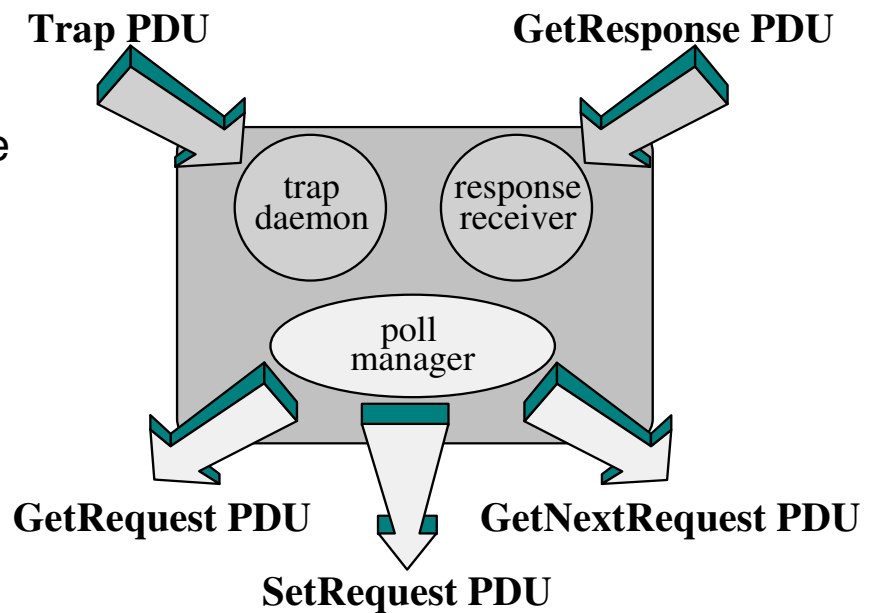 Trap PDU
GetResponse PDU
e
trap
daemon
response
receiver
poll
manager
GetRequest PDU
GetNextRequest PDU
SetRequest PDU